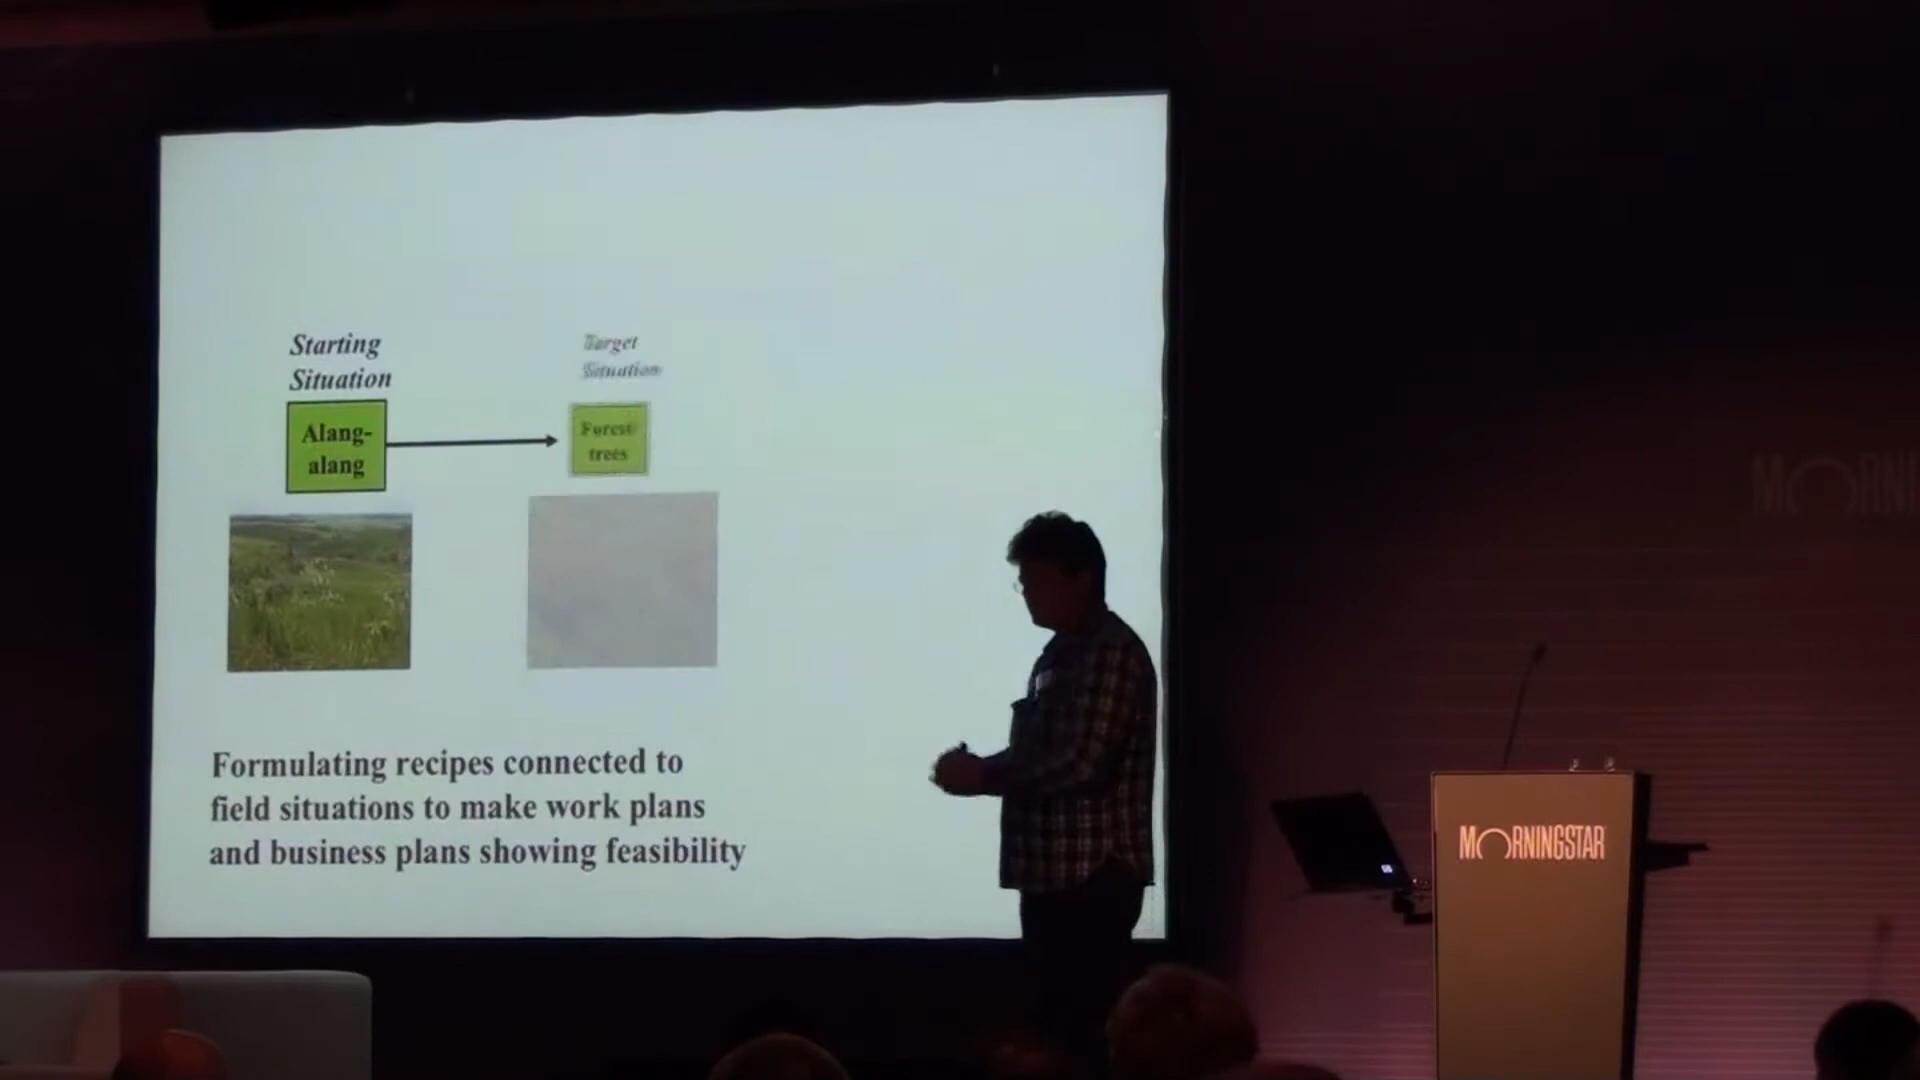 Starting
Situation
Target
Situation
Alang-
alang
Forest
trees
Formulating recipes connected to
field situations to make work plans
and business plans showing feasibility
MORNINGSTAR
MORNI